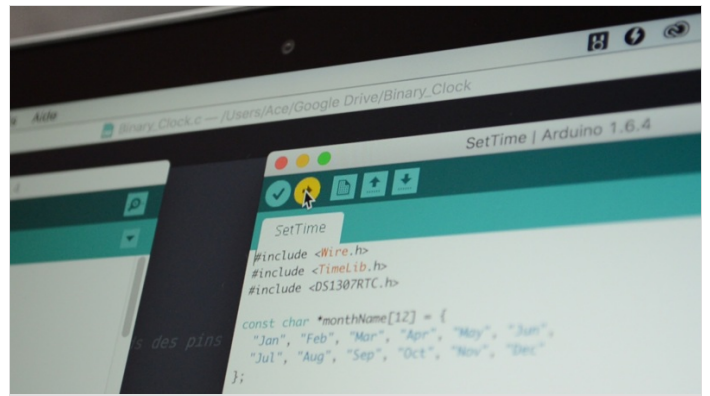 Aide
Binary_Clock.c — /Users/Ace/Google Drive/Binary_Clock
SetTime | Arduino 1.6.4
SetTime
#include <Wire.h>
#include <TimeLib.h>
#include <DS1307RTC.h>
is des pins
const char *monthName[12] = {
"Jan", "Feb", "Mar", "Apr", "May", "Jun",
"Jul", "Aug", "Sep", "Oct", "Nov", "Dec"
};